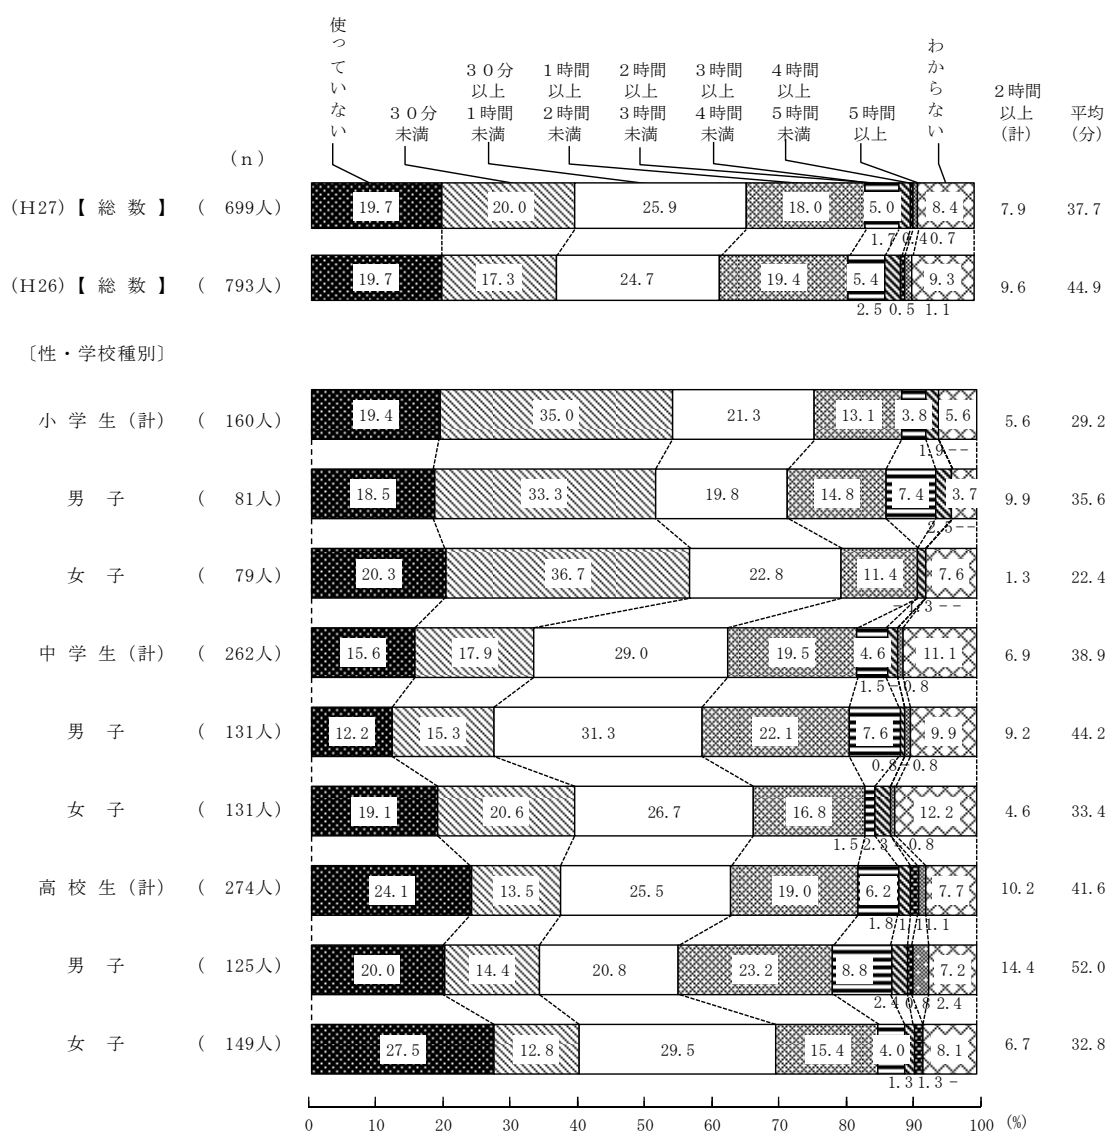 使っていない
３０分
未満
３０分
以上
１時間
未満
１時間
以上
２時間
未満
２時間
以上
３時間
未満
３時間
以上
４時間
未満
４時間
以上
５時間
未満
５時間
以上
わからない
２時間
以上
（計）
平均
（分）
（ｎ）
(H27)【 総 数 】 ( 699人) 19.7 20.0 25.9 18.0 5.0 8.4 7.9 37.7
1.7 0.4 0.7
(H26)【 総 数 】 ( 793人) 19.7 17.3 24.7 19.4 5.4 9.3 9.6 44.9
2.5 0.5 1.1
〔性・学校種別〕
小 学 生（計） ( 160人) 19.4 35.0 21.3 13.1 3.8 5.6 5.6 29.2
1.9 - -
男 子 ( 81人) 18.5 33.3 19.8 14.8 7.4 3.7 9.9 35.6
2.5 - -
女 子 ( 79人) 20.3 36.7 22.8 11.4 7.6 1.3 22.4
- 1.3 - -
中 学 生（計） ( 262人) 15.6 17.9 29.0 19.5 4.6 11.1 6.9 38.9
1.5 - 0.8
男 子 ( 131人) 12.2 15.3 31.3 22.1 7.6 9.9 9.2 44.2
0.8 - 0.8
女 子 ( 131人) 19.1 20.6 26.7 16.8 12.2 4.6 33.4
1.5 2.3 - 0.8
高 校 生（計） ( 274人) 24.1 13.5 25.5 19.0 6.2 7.7 10.2 41.6
1.8 1.1 1.1
男 子 ( 125人) 20.0 14.4 20.8 23.2 8.8 7.2 14.4 52.0
2.4 0.8 2.4
女 子 ( 149人) 27.5 12.8 29.5 15.4 4.0 8.1 6.7 32.8
1.3 1.3 -
0 10 20 30 40 50 60 70 80 90 100 (%)